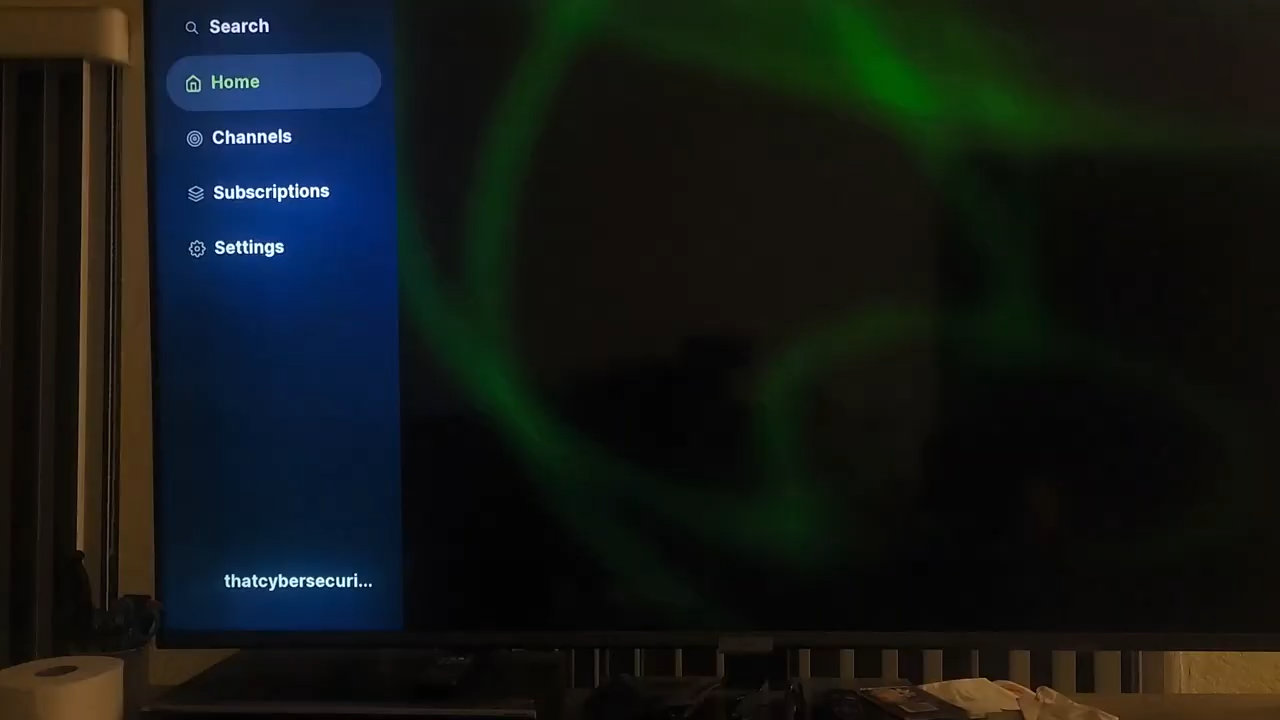 Search
Home
Channels
Subscriptions
Settings
thatcybersecuri...